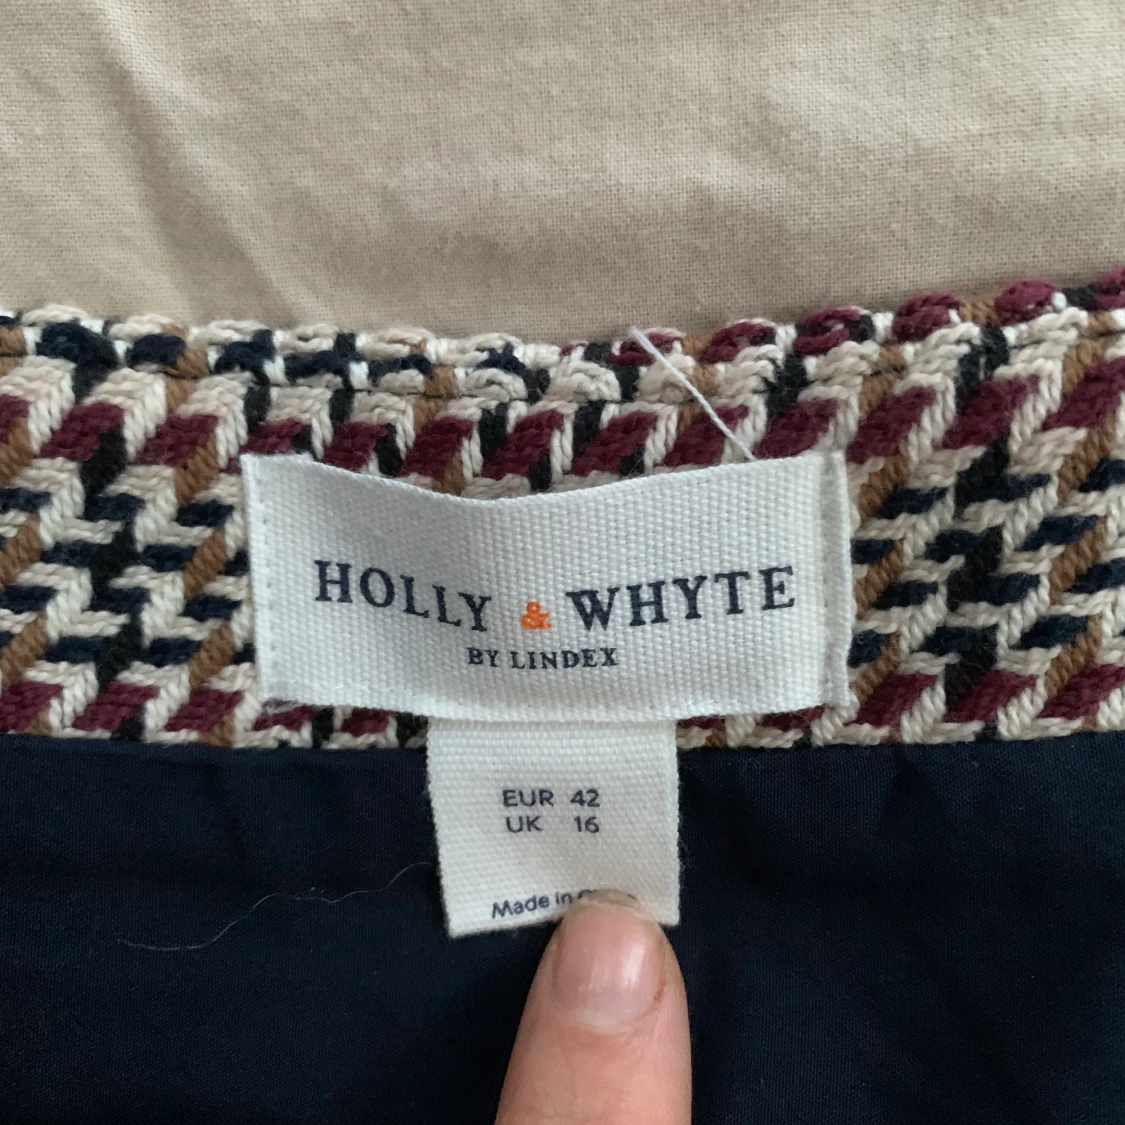 HOLLY & WHYTE
BY LINDEX
EUR 42
UK 16
Made in